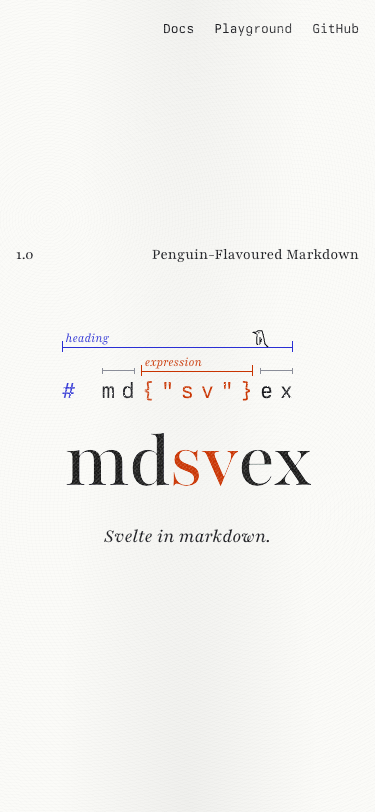 Docs Playground GitHub
1.0 Penguin-Flavoured Markdown
heading
expression
# md{"sv"}ex
mdsvex
Svelte in markdown.